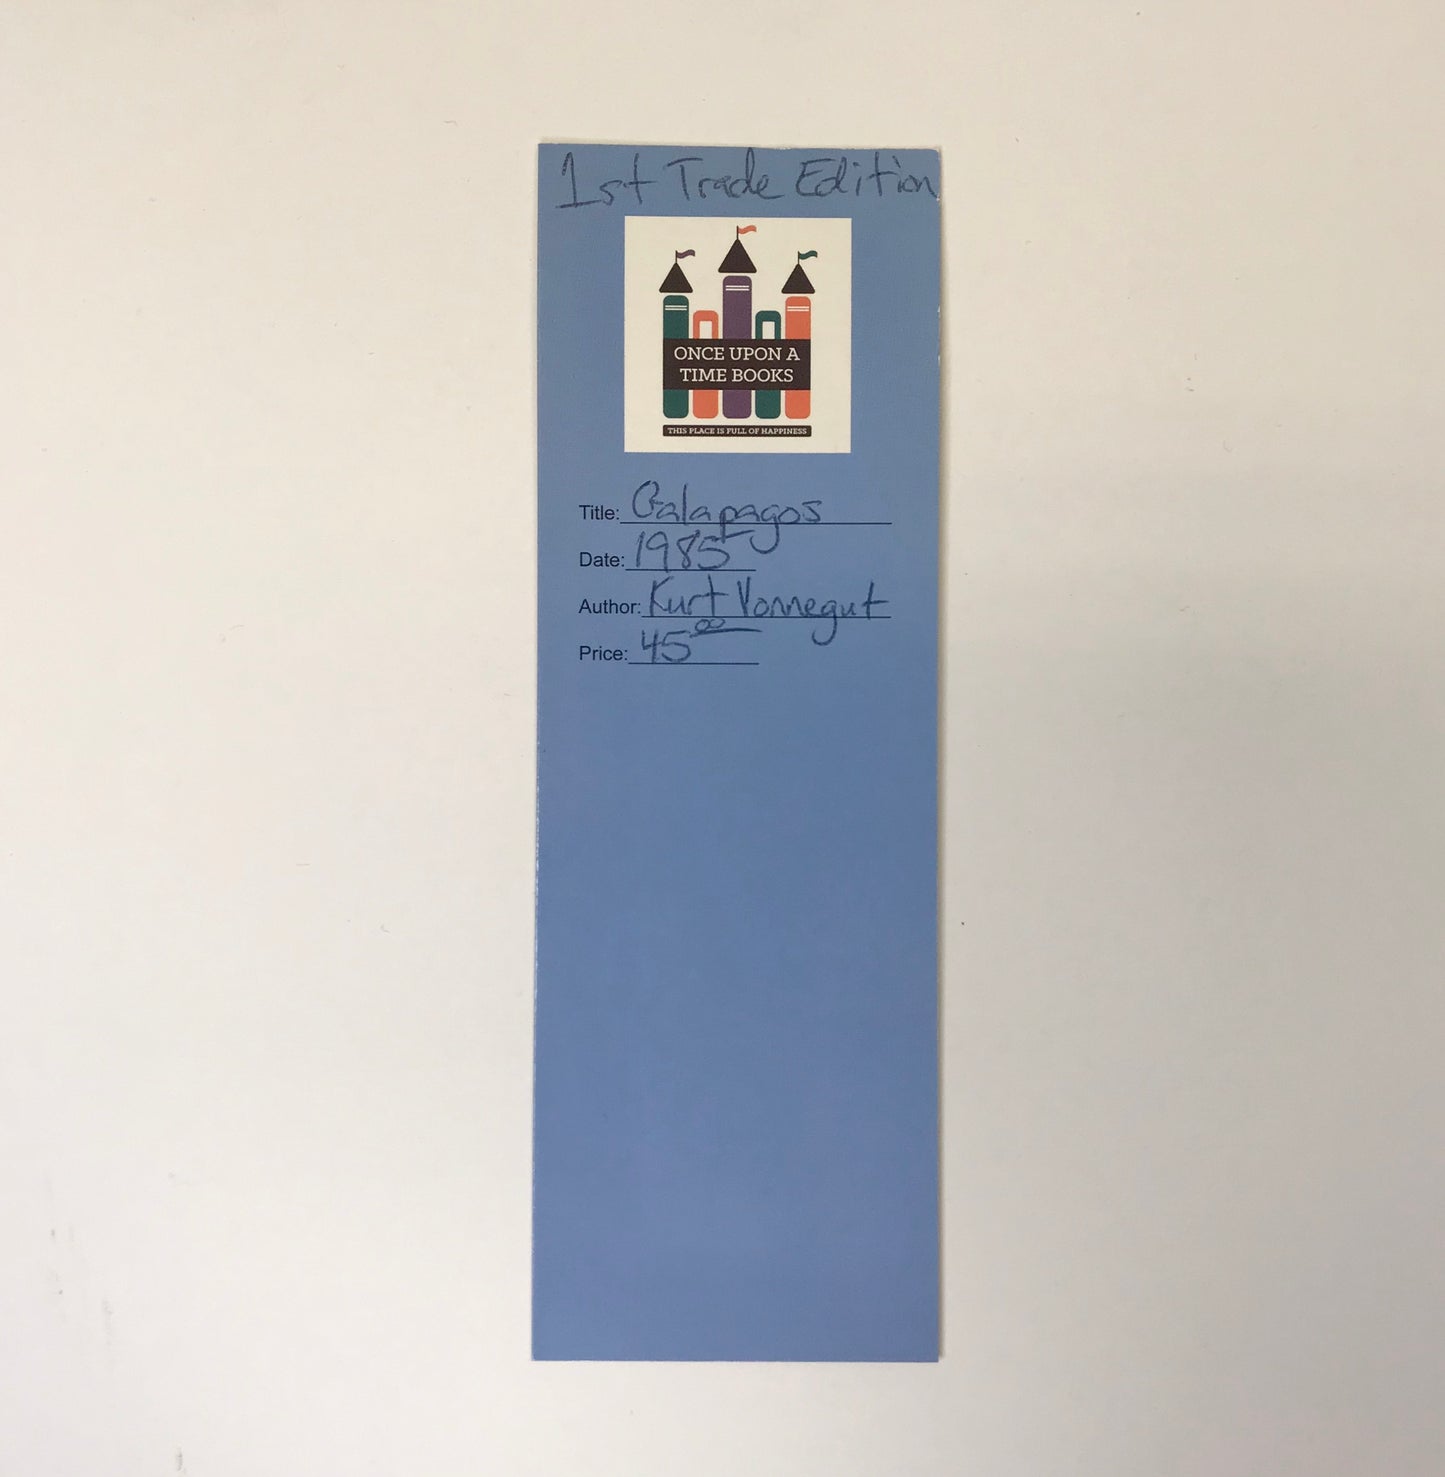 1st Trade Edition
ONCE UPON A
TIME BOOKS
THIS PLACE IS FULL OF HAPPINESS
Title: Galapagos
Date: 1985
Author: Kurt Vonnegut
Price: 45 00